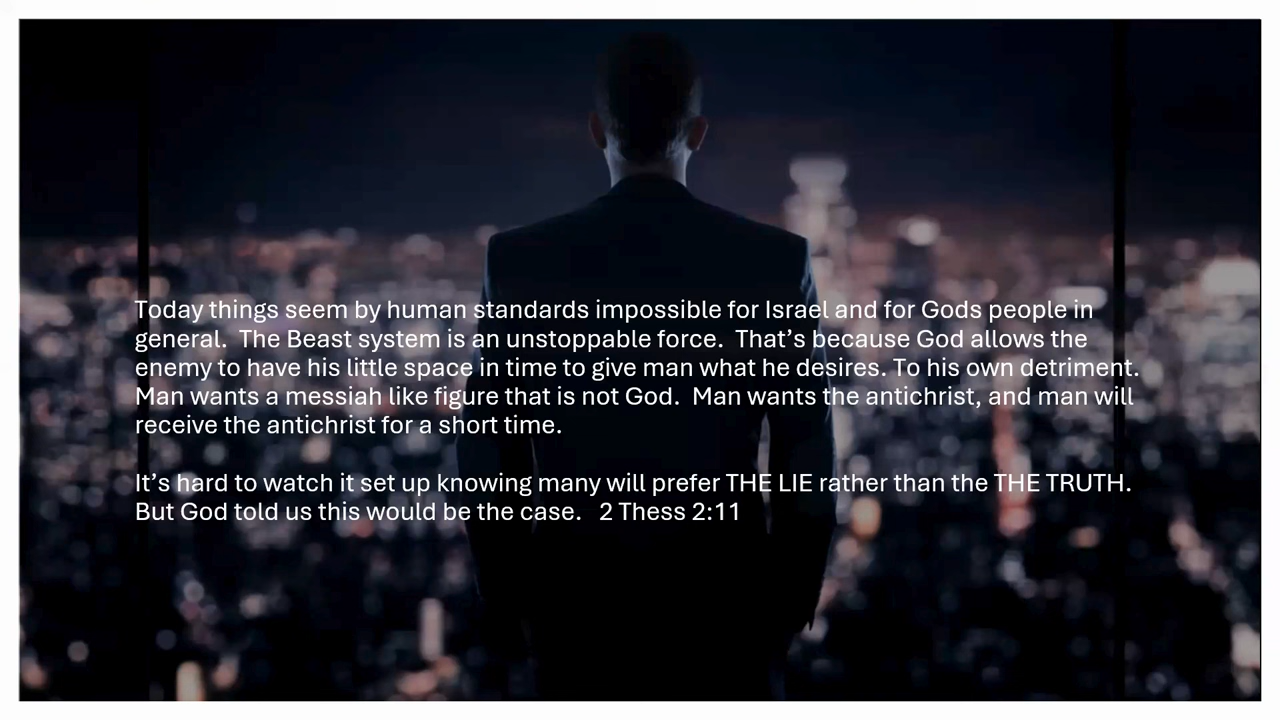 Today things seem by human standards impossible for Israel and for Gods people in
general.  The Beast system is an unstoppable force.  That’s because God allows the
enemy to have his little space in time to give man what he desires. To his own detriment.
Man wants a messiah like figure that is not God.  Man wants the antichrist, and man will
receive the antichrist for a short time.
It’s hard to watch it set up knowing many will prefer THE LIE rather than the THE TRUTH.
But God told us this would be the case.   2 Thess 2:11